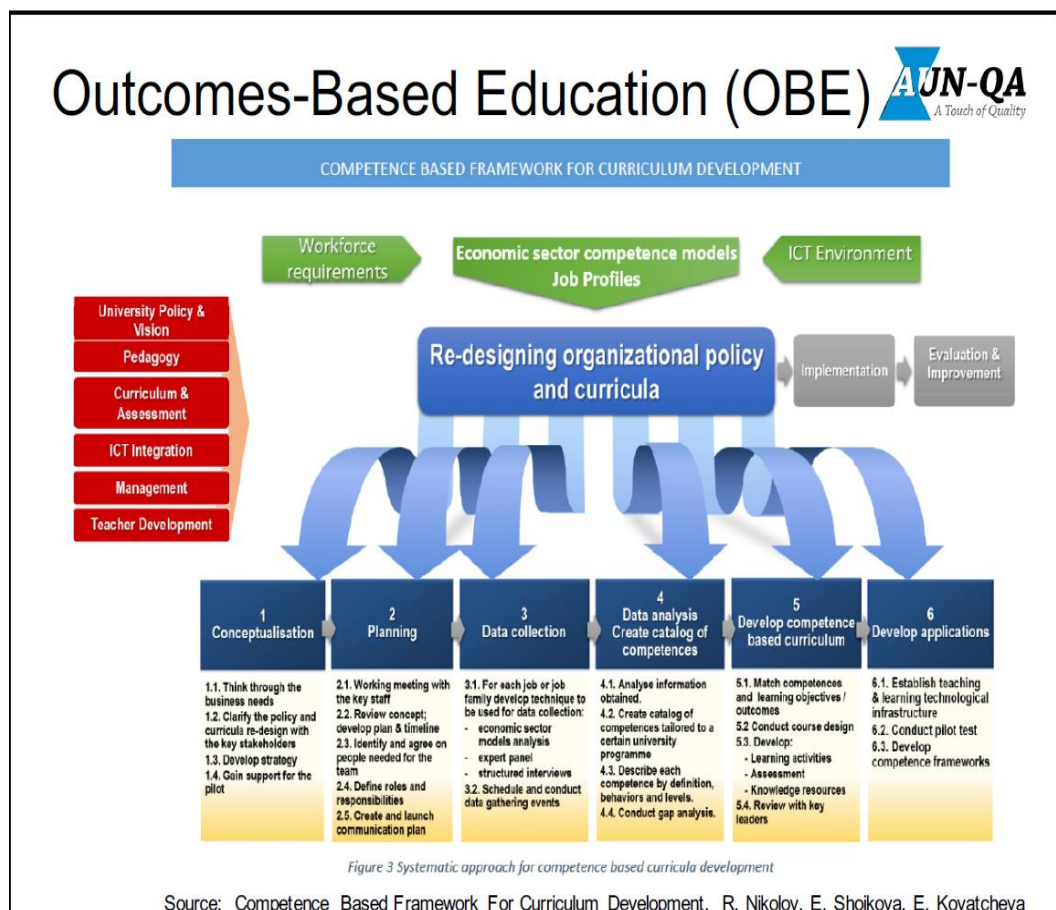 Outcomes-Based Education (OBE)
AUN-QA
A Touch of Quality
COMPETENCE BASED FRAMEWORK FOR CURRICULUM DEVELOPMENT
Workforce
requirements
Economic sector competence models
Job Profiles
ICT Environment
University Policy &
Vision
Pedagogy
Curriculum &
Assessment
ICT Integration
Management
Teacher Development
Re-designing organizational policy
and curricula
Implementation
Evaluation &
Improvement
1
Conceptualisation
1.1. Think through the
business needs
1.2. Clarify the policy and
curricula re-design with
the key stakeholders
1.3. Develop strategy
1.4. Gain support for the
pilot
2
Planning
2.1. Working meeting with
the key staff
2.2. Review concept;
develop plan & timeline
2.3. Identify and agree on
people needed for the
team
2.4. Define roles and
responsibilities
2.5. Create and launch
communication plan
3
Data collection
3.1. For each job or job
family develop technique to
be used for data collection:
- economic sector
models analysis
- expert panel
- structured interviews
3.2. Schedule and conduct
data gathering events
4
Data analysis
Create catalog of
competences
4.1. Analyse information
obtained.
4.2. Create catalog of
competences tailored to a
certain university
programme
4.3. Describe each
competence by definition,
behaviors and levels.
4.4. Conduct gap analysis.
5
Develop competence
based curriculum
5.1. Match competences
and learning objectives /
outcomes
5.2 Conduct course design
5.3. Develop:
- Learning activities
- Assessment
- Knowledge resources
5.4. Review with key
leaders
6
Develop applications
6.1. Establish teaching
& learning technological
infrastructure
6.2. Conduct pilot test
6.3. Develop
competence frameworks
Figure 3 Systematic approach for competence based curricula development
Source: Competence Based Framework For Curriculum Development, R. Nikolov, E. Shoikova, E. Kovatcheva